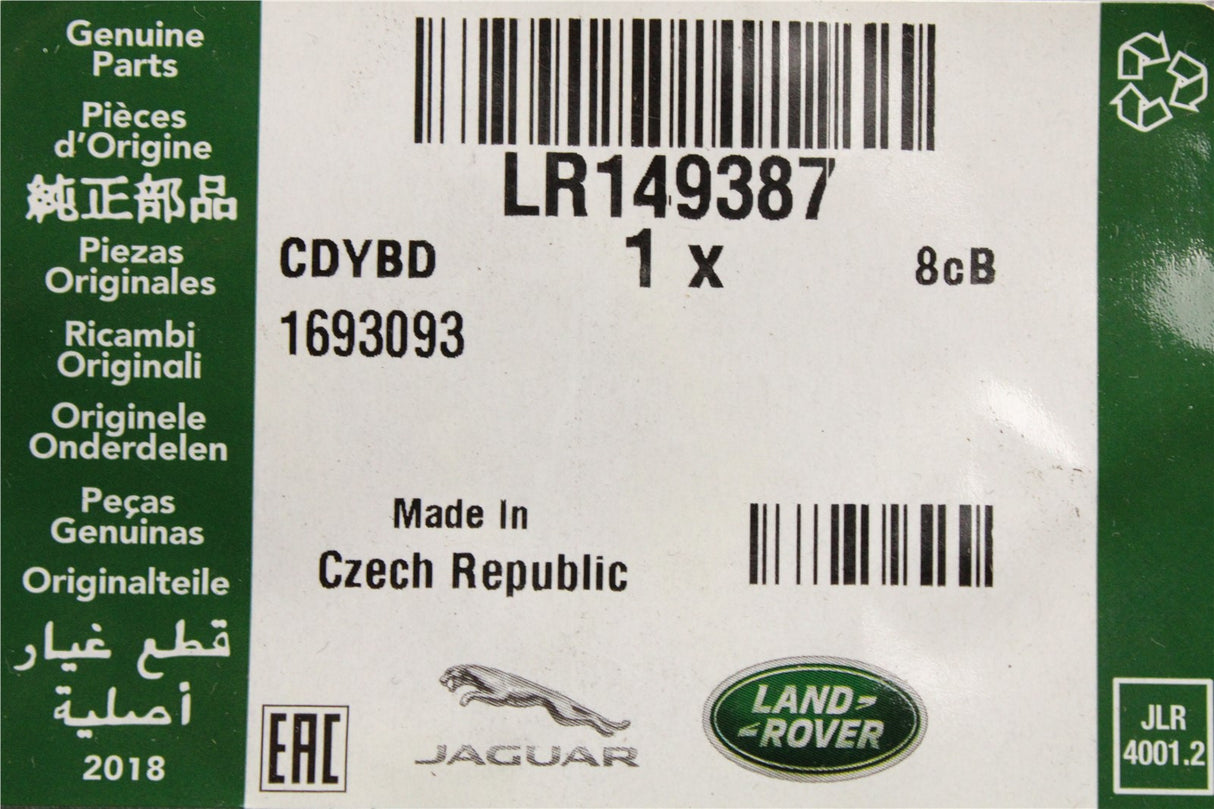 Genuine
Parts
Pièces
d'Origine
純正部品
Piezas
Originales
Ricambi
Originali
Originele
Onderdelen
Peças
Genuinas
Originalteile
قطع غيار
أصلية
2018
LR149387
CDYBD
1 x
8cB
1693093
Made In
Czech Republic
EAC
JAGUAR
LAND-
-ROVER
JLR
4001.2